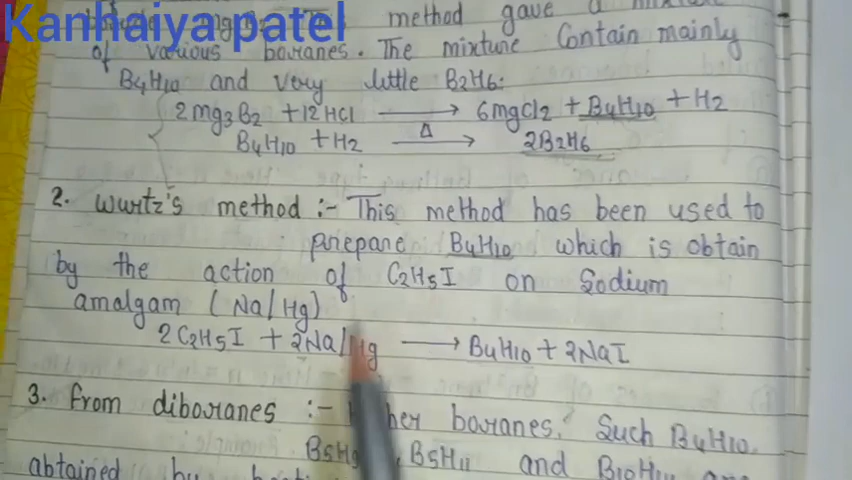 Kanhaiya patel
method gave a
of various boranes. The mixture Contain mainly
B4H10 and very little B2H6.
2mg3B2 + 12HCl ⟶ 6mgCl2 + B4H10 + H2
B4H10 + H2 —Δ→ 2B2H6
2. wurtz's method :- This method has been used to
prepare B4H10 which is obtain
by the action of C2H5I on Sodium
amalgam (Na/Hg)
2C2H5I + 2Na/Hg ⟶ B4H10 + 2NaI
3. From diboranes :- boranes. Such B4H10,
B5H11 and
obtained by